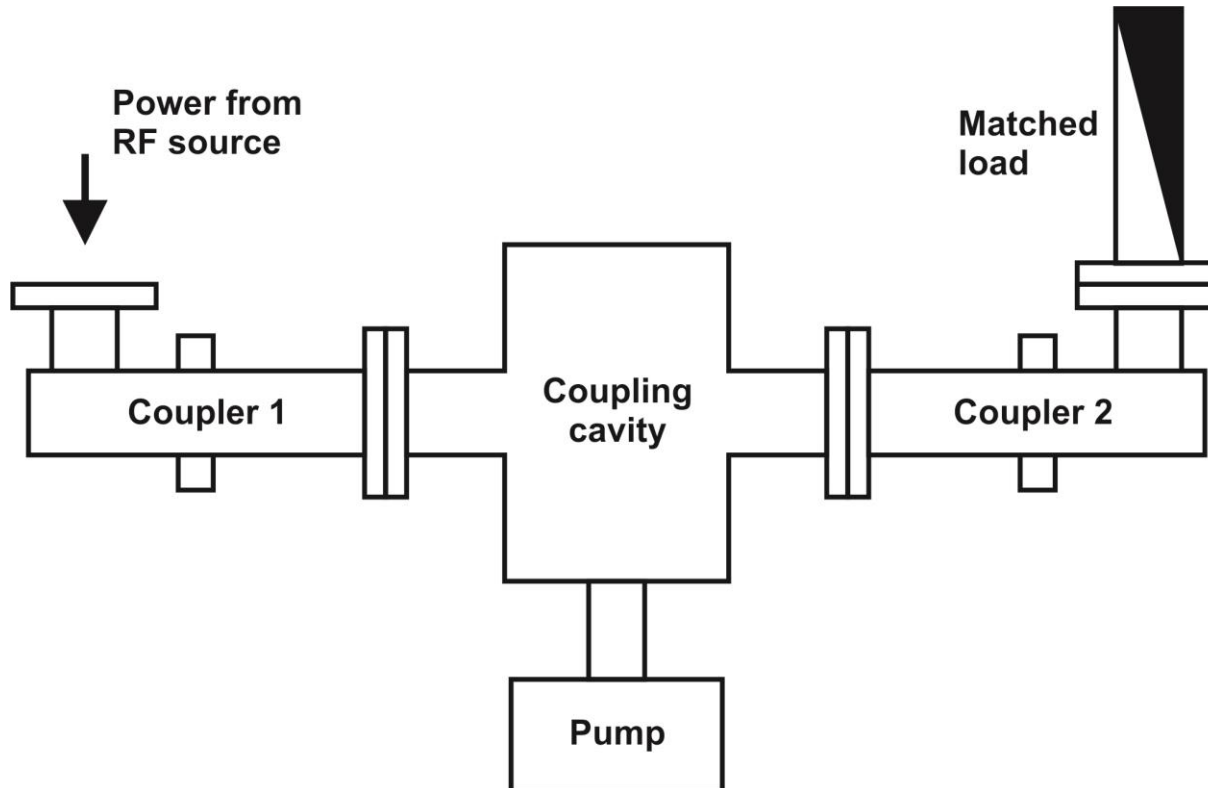 Power from
RF source
Matched
load
Coupler 1
Coupling
cavity
Coupler 2
Pump